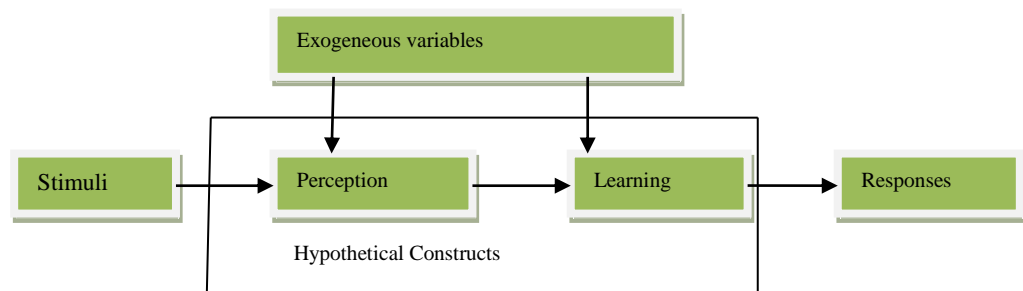 Exogeneous variables
Stimuli
Perception
Learning
Responses
Hypothetical Constructs